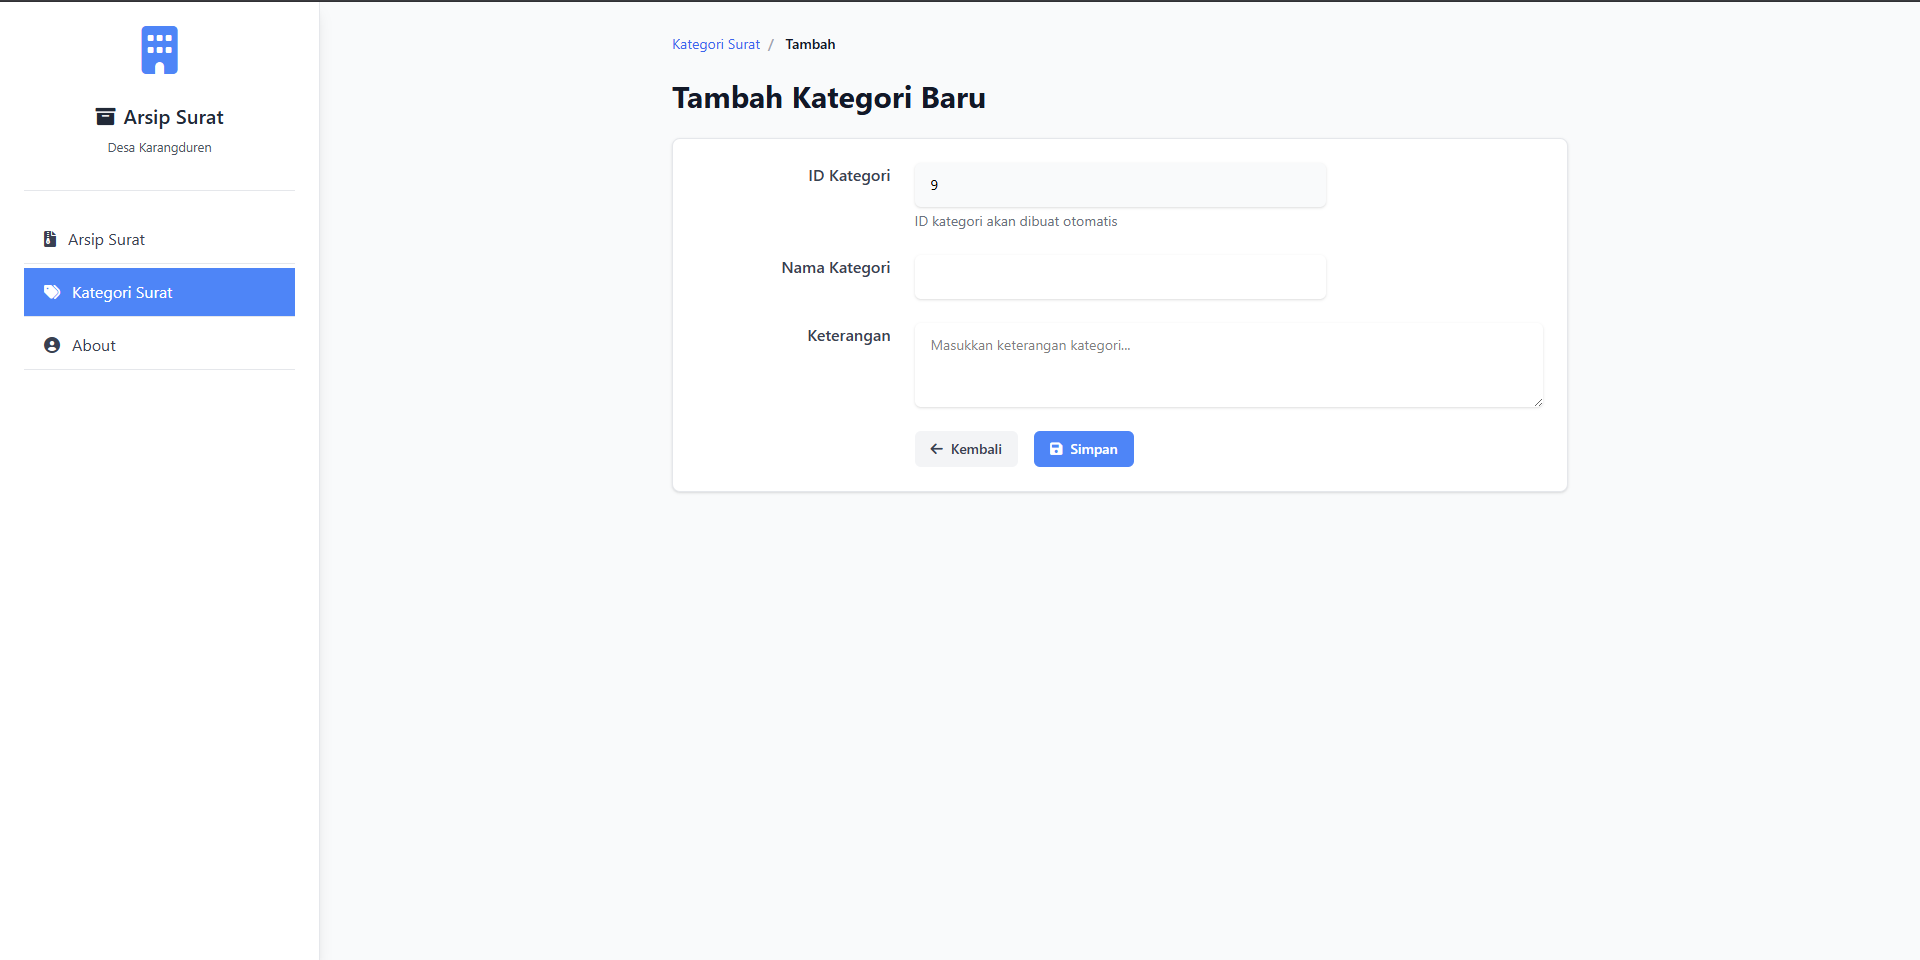 Arsip Surat
Desa Karangduren
Arsip Surat
Kategori Surat
About
Kategori Surat / Tambah
Tambah Kategori Baru
ID Kategori
9
ID kategori akan dibuat otomatis
Nama Kategori
Keterangan
Masukkan keterangan kategori...
Kembali
Simpan